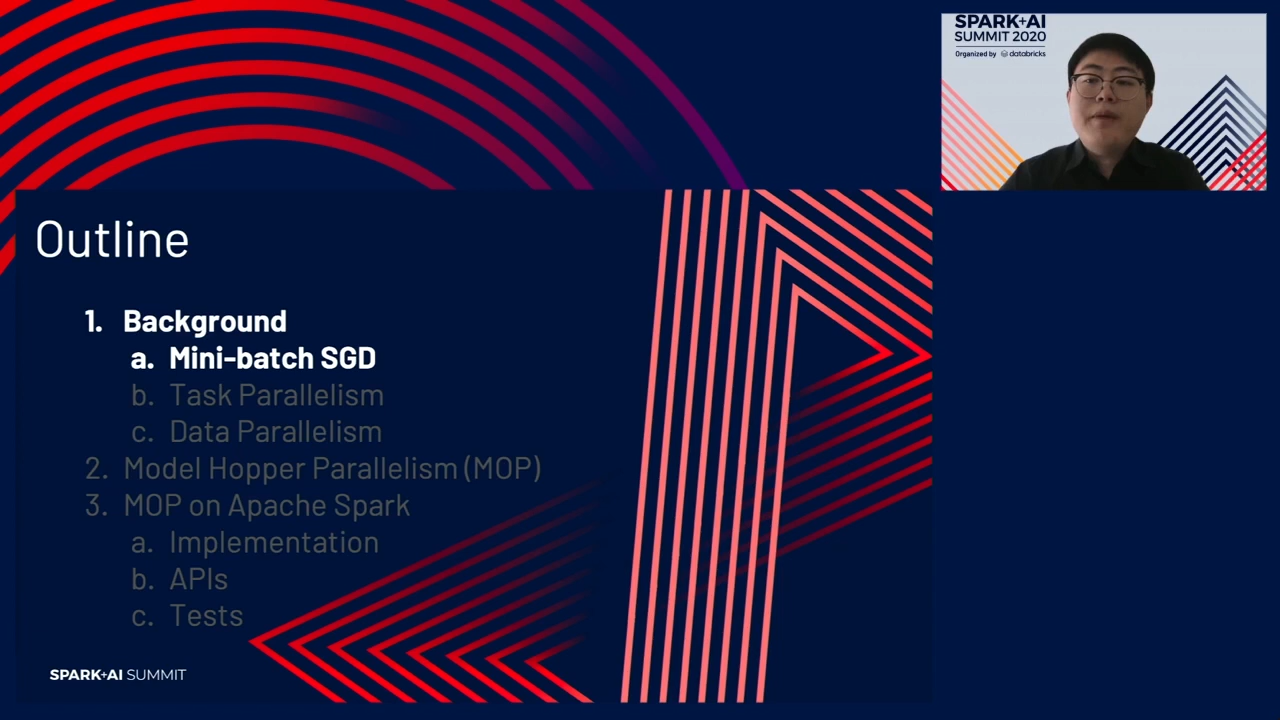 SPARK+AI
SUMMIT 2020
Organized by databricks
Outline
1. Background
a. Mini-batch SGD
b. Task Parallelism
c. Data Parallelism
2. Model Hopper Parallelism (MOP)
3. MOP on Apache Spark
a. Implementation
b. APIs
c. Tests
SPARK+AI SUMMIT